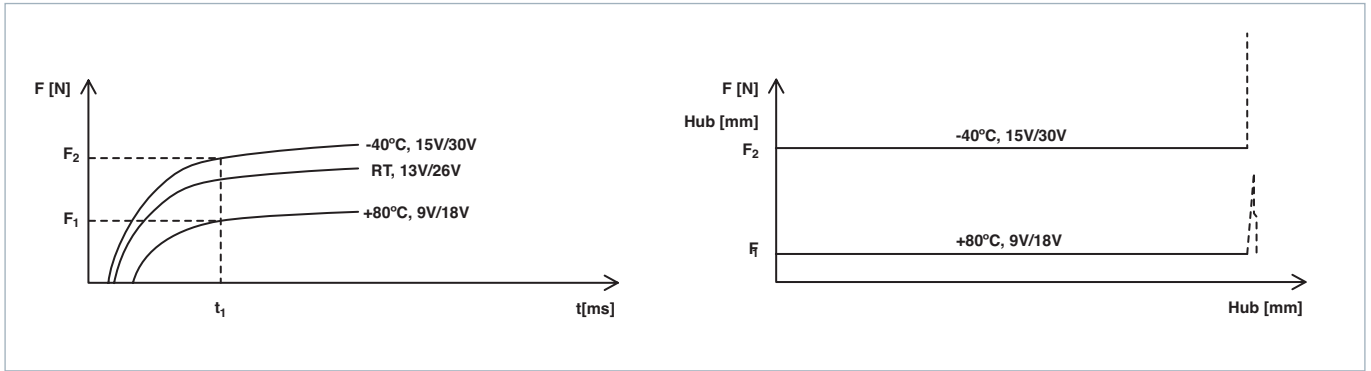 F [N]
F2
F1
-40ºC, 15V/30V
RT, 13V/26V
+80ºC, 9V/18V
t1
t[ms]
F [N]
Hub [mm]
F2
-40ºC, 15V/30V
F1
+80ºC, 9V/18V
Hub [mm]